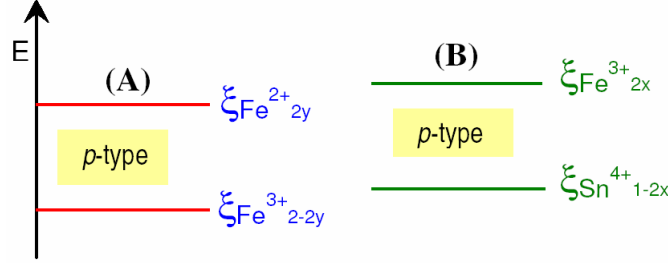 E
(A)
ξFe²⁺₂y
p-type
ξFe³⁺₂₋₂y
(B)
ξFe³⁺₂ₓ
p-type
ξSn⁴⁺₁₋₂ₓ